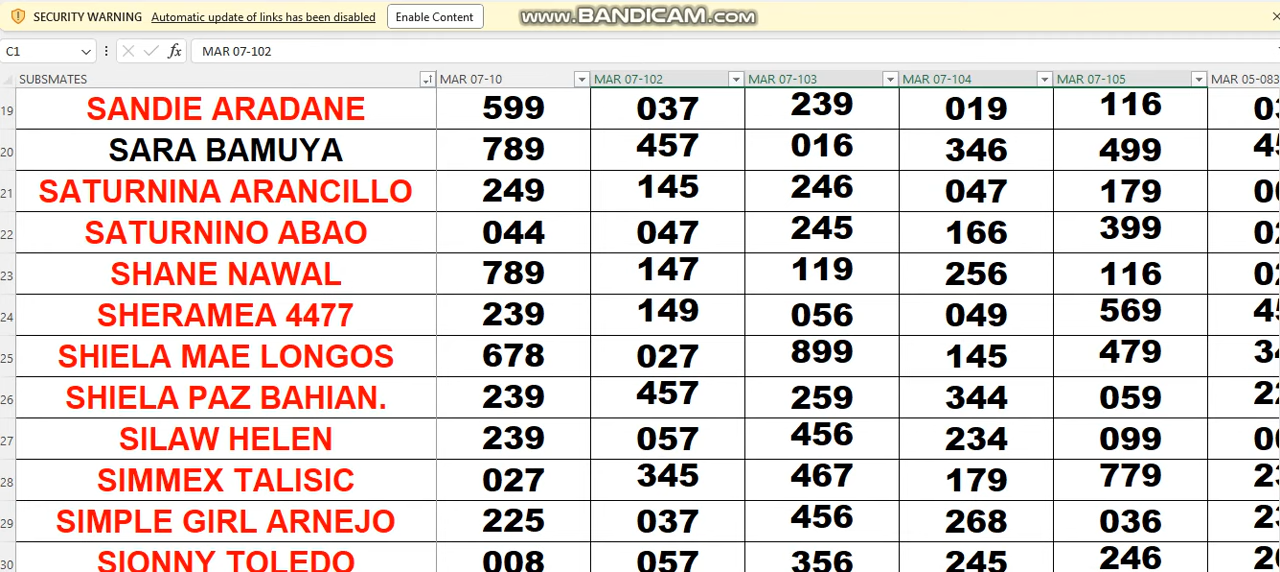 SECURITY WARNING Automatic update of links has been disabled Enable Content
www.BANDICAM.com
C1 fx MAR 07-102
SUBSMATES MAR 07-10 MAR 07-102 MAR 07-103 MAR 07-104 MAR 07-105 MAR 05-083
19 SANDIE ARADANE 599 037 239 019 116
20 SARA BAMUYA 789 457 016 346 499
21 SATURNINA ARANCILLO 249 145 246 047 179
22 SATURNINO ABAO 044 047 245 166 399
23 SHANE NAWAL 789 147 119 256 116
24 SHERAMEA 4477 239 149 056 049 569
25 SHIELA MAE LONGOS 678 027 899 145 479
26 SHIELA PAZ BAHIAN. 239 457 259 344 059
27 SILAW HELEN 239 057 456 234 099
28 SIMMEX TALISIC 027 345 467 179 779
29 SIMPLE GIRL ARNEJO 225 037 456 268 036
30 SIONNY TOLEDO 008 057 356 245 246